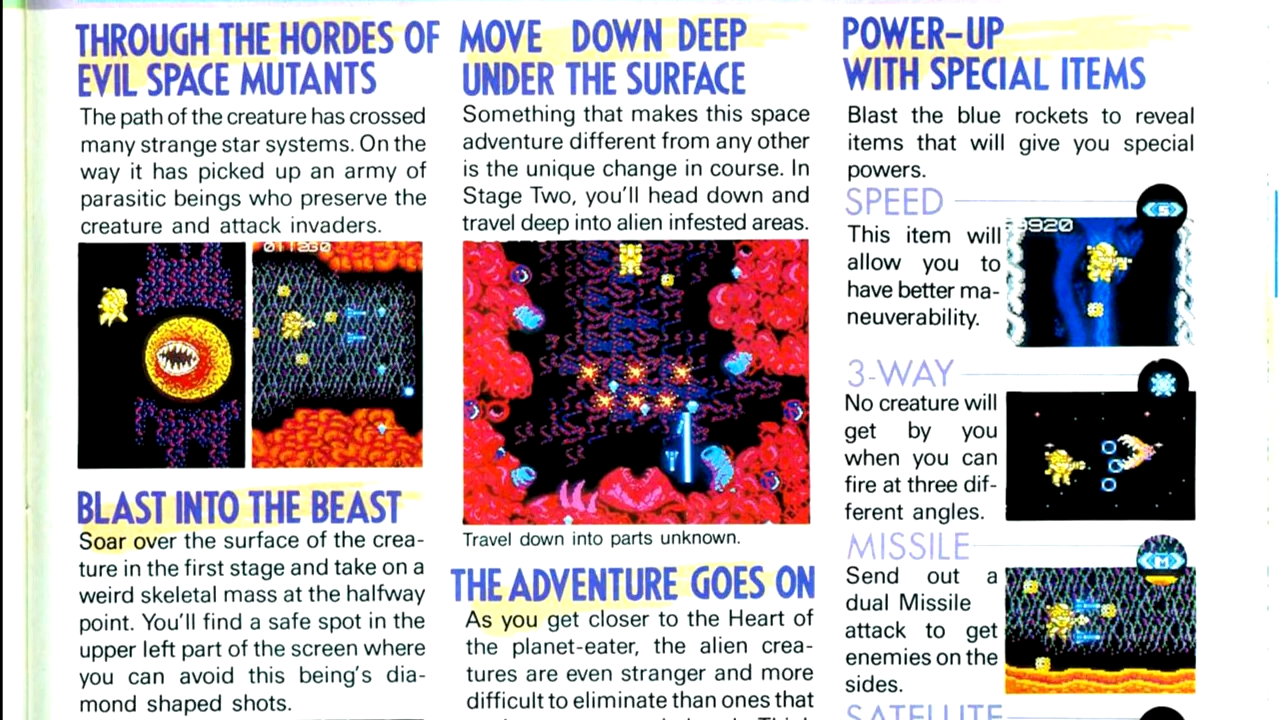 THROUGH THE HORDES OF
EVIL SPACE MUTANTS
The path of the creature has crossed
many strange star systems. On the
way it has picked up an army of
parasitic beings who preserve the
creature and attack invaders.
011230
BLAST INTO THE BEAST
Soar over the surface of the crea-
ture in the first stage and take on a
weird skeletal mass at the halfway
point. You'll find a safe spot in the
upper left part of the screen where
you can avoid this being's dia-
mond shaped shots.
MOVE DOWN DEEP
UNDER THE SURFACE
Something that makes this space
adventure different from any other
is the unique change in course. In
Stage Two, you'll head down and
travel deep into alien infested areas.
Travel down into parts unknown.
THE ADVENTURE GOES ON
As you get closer to the Heart of
the planet-eater, the alien crea-
tures are even stranger and more
difficult to eliminate than ones that
POWER-UP
WITH SPECIAL ITEMS
Blast the blue rockets to reveal
items that will give you special
powers.
SPEED
S
3920
This item will
allow you to
have better ma-
neuverability.
3-WAY
No creature will
get by you
when you can
fire at three dif-
ferent angles.
MISSILE
M
Send out a
dual Missile
attack to get
enemies on the
sides.
SATELLITE